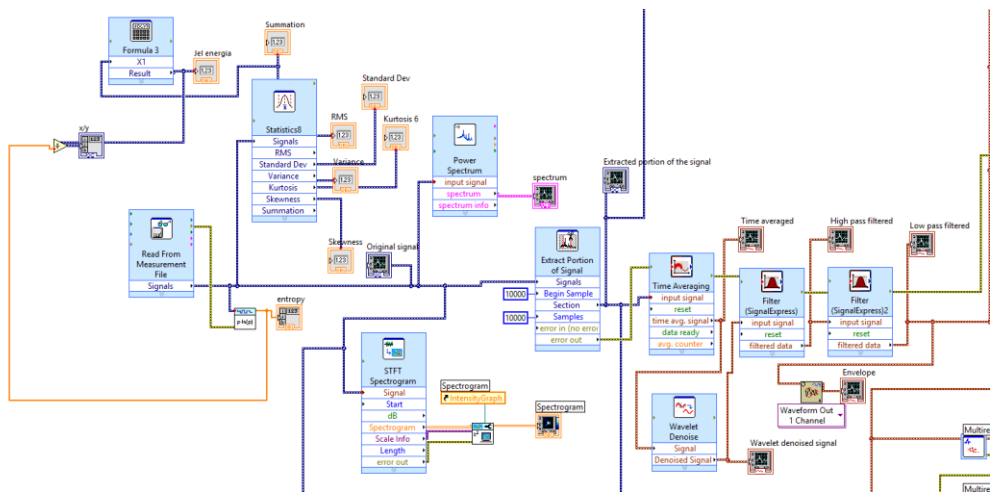 Summation
Formula 3
X1
Result
Jel energia
Standard Dev
Statistics8
Signals
RMS
Standard Dev
Variance
Kurtosis
Skewness
Summation
RMS
Kurtosis 6
Variance
Skewness
x/y
Power
Spectrum
input signal
spectrum
spectrum info
spectrum
Extracted portion of the signal
Read From
Measurement
File
Signals
Original signal
entropy
Extract Portion
of Signal
Signals
Begin Sample
Section
Samples
error in (no erro
error out
10000
10000
Time Averaging
input signal
reset
time avg. signal
data ready
avg. counter
Time averaged
High pass filtered
Low pass filtered
Filter
(SignalExpress)
input signal
reset
filtered data
Filter
(SignalExpress)2
input signal
reset
filtered data
STFT
Spectrogram
Signal
Start
dB
Spectrogram
Scale Info
Length
error out
Spectrogram
IntensityGraph
Spectrogram
Wavelet
Denoise
Signal
Denoised Signal
Envelope
Waveform Out
1 Channel
Wavelet denoised signal
Multire
Multire